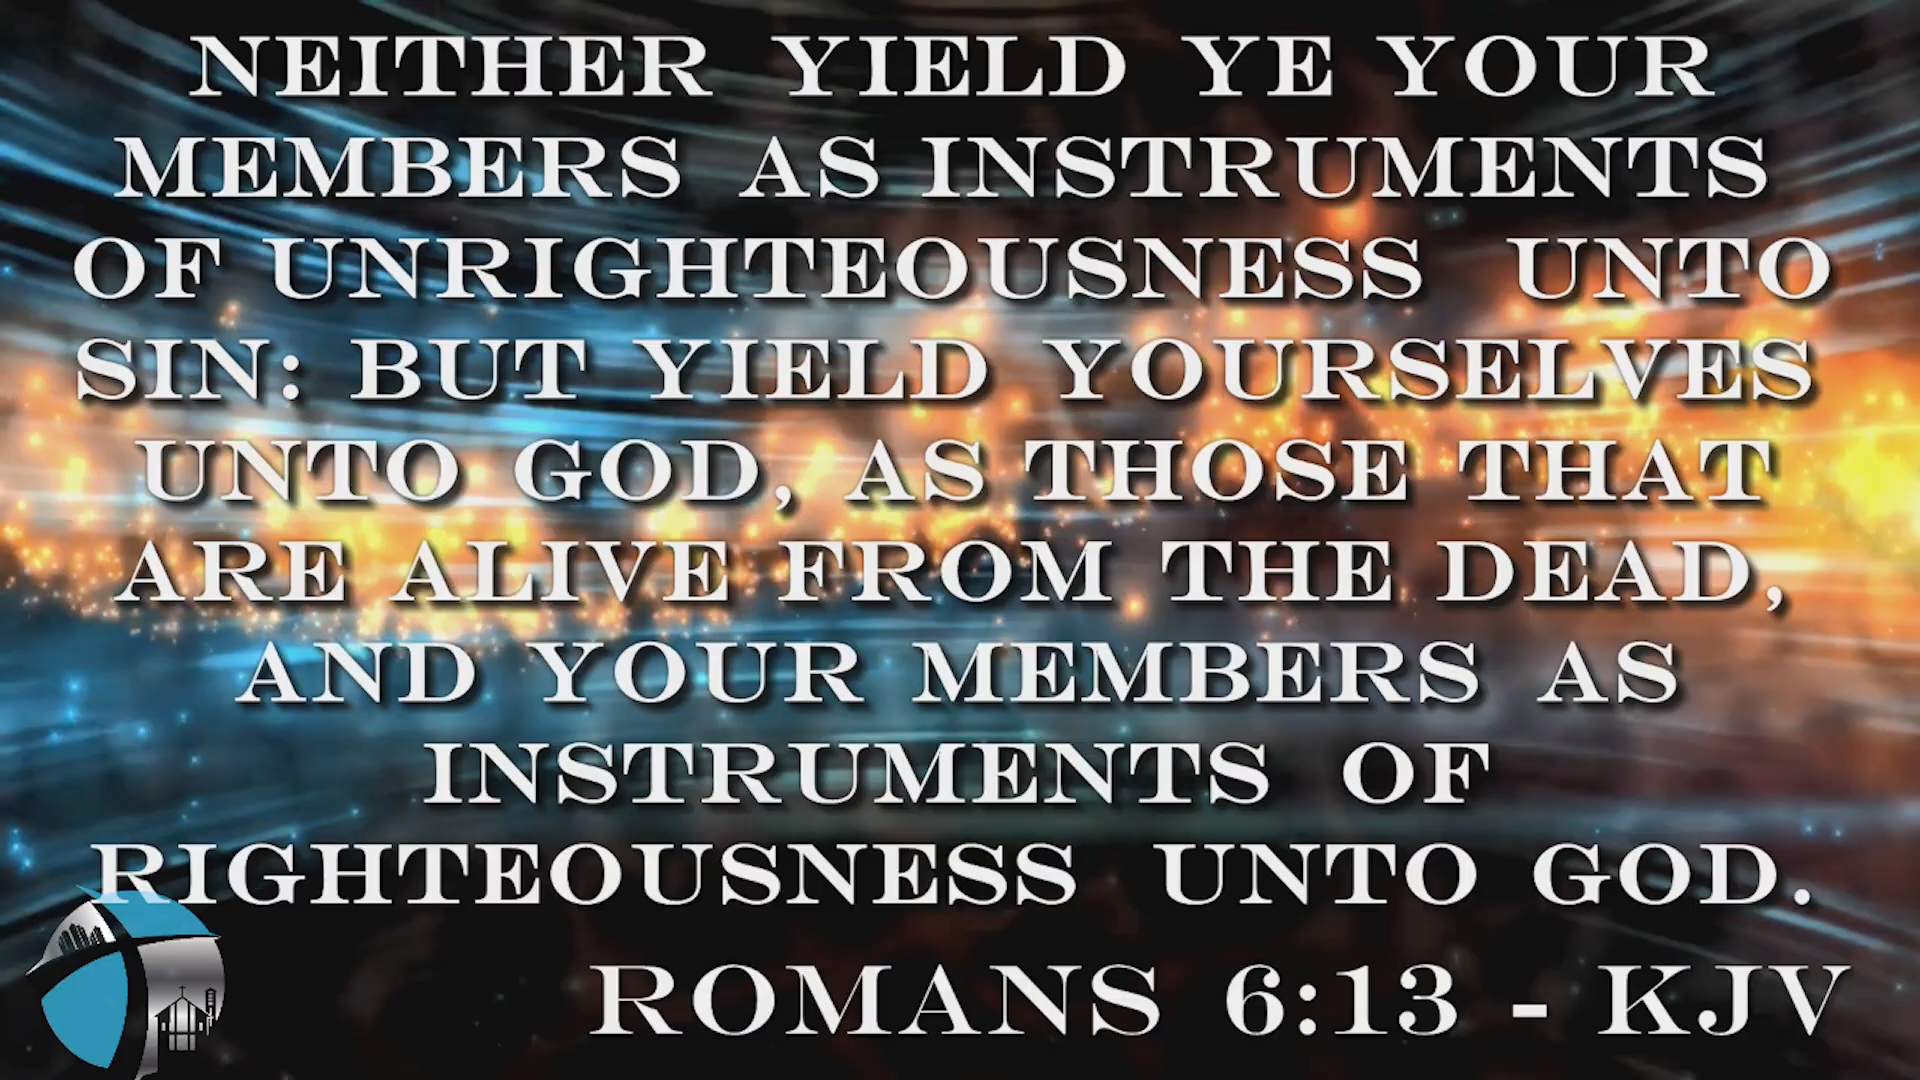 NEITHER YIELD YE YOUR
MEMBERS AS INSTRUMENTS
OF UNRIGHTEOUSNESS UNTO
SIN: BUT YIELD YOURSELVES
UNTO GOD, AS THOSE THAT
ARE ALIVE FROM THE DEAD,
AND YOUR MEMBERS AS
INSTRUMENTS OF
RIGHTEOUSNESS UNTO GOD.
ROMANS 6:13 - KJV